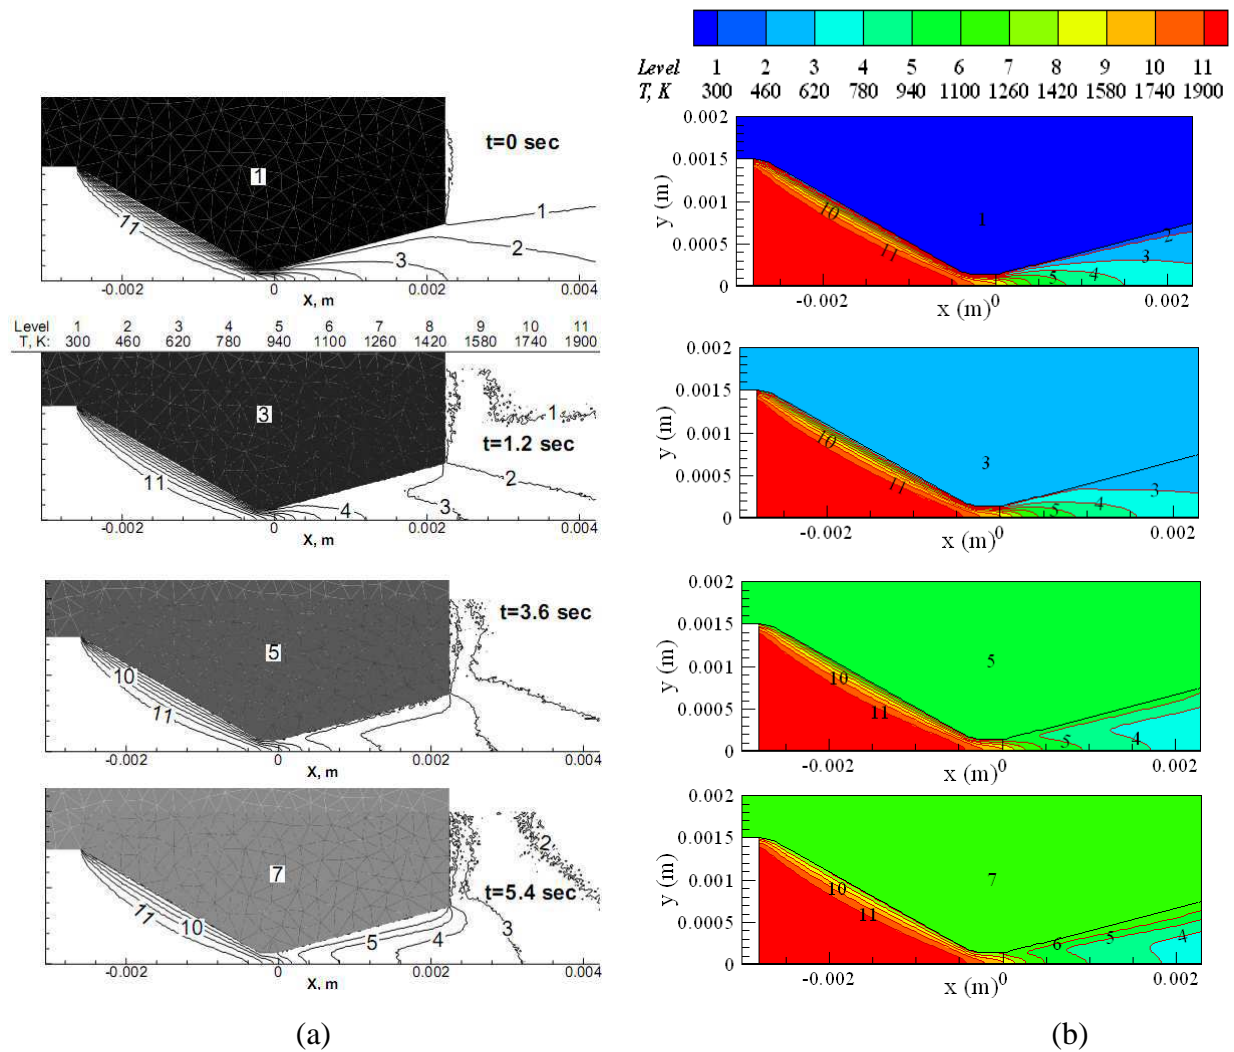 Level 1 2 3 4 5 6 7 8 9 10 11
T, K 300 460 620 780 940 1100 1260 1420 1580 1740 1900
t=0 sec
1
11
1
2
3
-0.002 0 0.002 0.004
X, m
Level 1 2 3 4 5 6 7 8 9 10 11
T, K: 300 460 620 780 940 1100 1260 1420 1580 1740 1900
3
1
t=1.2 sec
11
2
3
4
-0.002 0 0.002 0.004
X, m
t=3.6 sec
5
10
11
-0.002 0 0.002 0.004
X, m
2
7
t=5.4 sec
11
10
5
4
3
-0.002 0 0.002 0.004
X, m
(a)
0.002
0.0015
0.001
0.0005
0
y (m)
10
11
1
2
3
4
5
-0.002 0 0.002
x (m)
0.002
0.0015
0.001
0.0005
0
y (m)
10
11
3
3
4
5
-0.002 0 0.002
x (m)
0.002
0.0015
0.001
0.0005
0
y (m)
5
10
11
5
4
-0.002 0 0.002
x (m)
0.002
0.0015
0.001
0.0005
0
y (m)
7
10
11
6
5
4
-0.002 0 0.002
x (m)
(b)